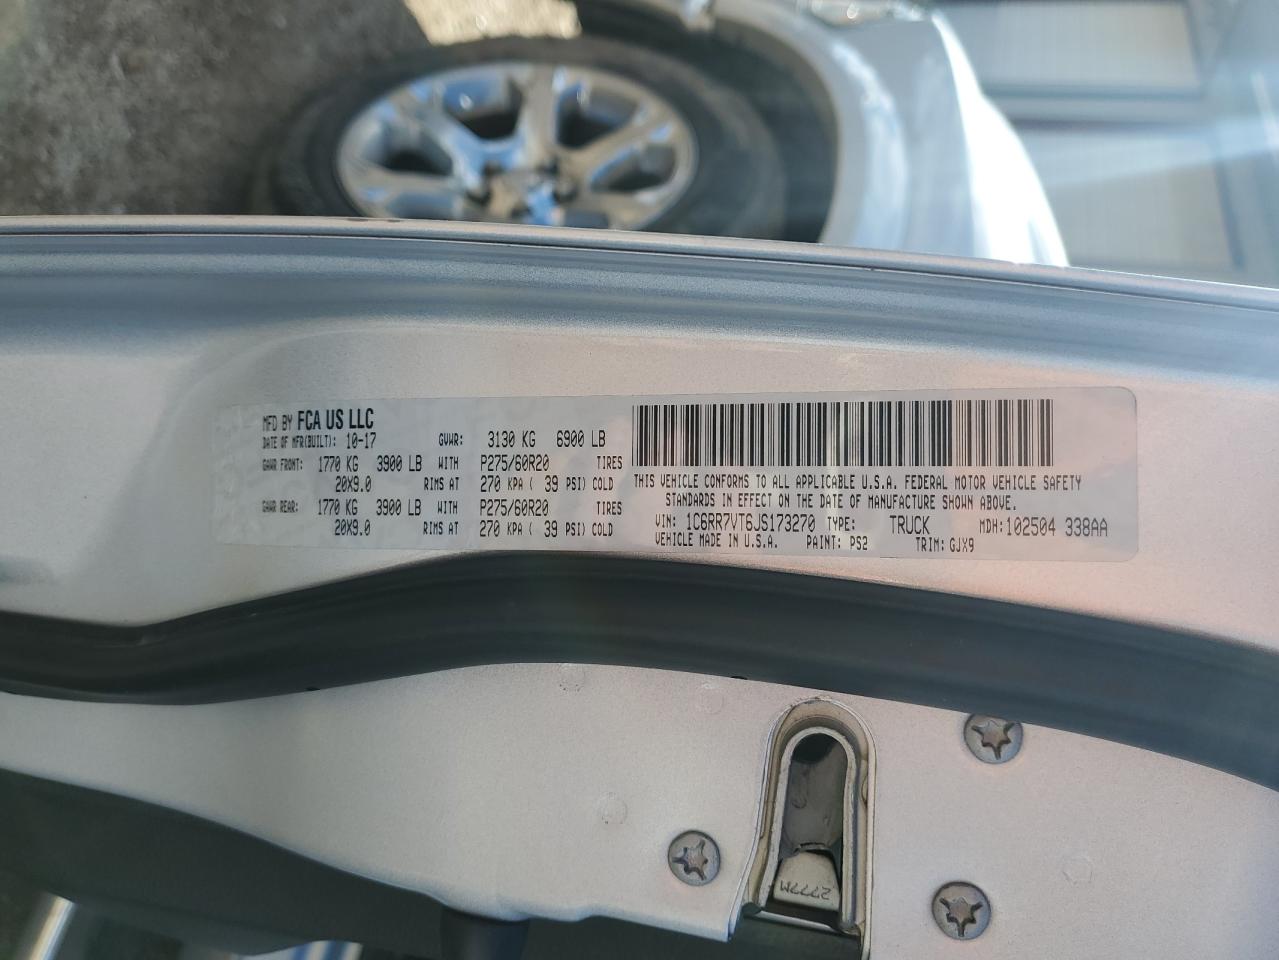 MFD BY FCA US LLC
DATE OF MFR(BUILT): 10-17 GVWR: 3130 KG 6900 LB
GAWR FRONT: 1770 KG 3900 LB WITH P275/60R20 TIRES
20X9.0 RIMS AT 270 KPA ( 39 PSI) COLD
GAWR REAR: 1770 KG 3900 LB WITH P275/60R20 TIRES
20X9.0 RIMS AT 270 KPA ( 39 PSI) COLD
THIS VEHICLE CONFORMS TO ALL APPLICABLE U.S.A. FEDERAL MOTOR VEHICLE SAFETY
STANDARDS IN EFFECT ON THE DATE OF MANUFACTURE SHOWN ABOVE.
VIN: 1C6RR7VT6JS173270 TYPE: TRUCK MDH:102504 338AA
VEHICLE MADE IN U.S.A. PAINT: PS2 TRIM: GJX9
2777M